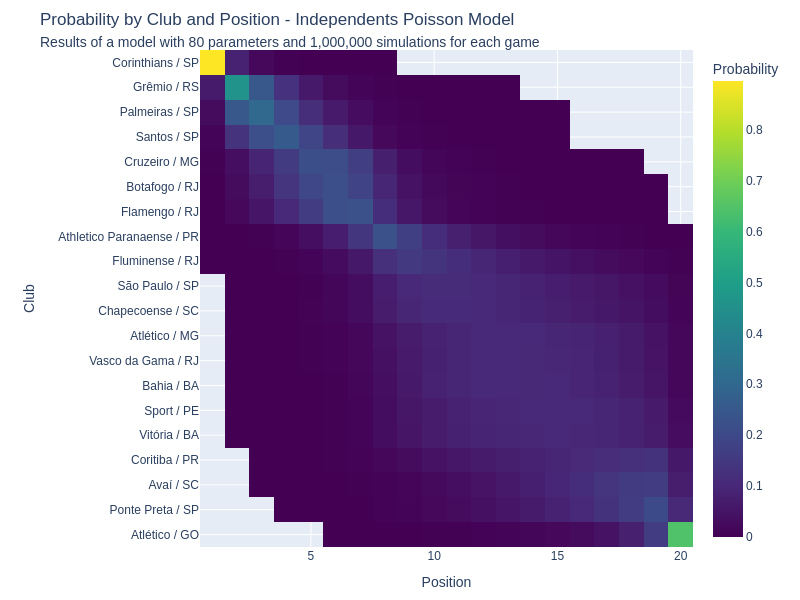 Probability by Club and Position - Independents Poisson Model
Results of a model with 80 parameters and 1,000,000 simulations for each game
Probability
Corinthians / SP
Grêmio / RS
Palmeiras / SP
Santos / SP
Cruzeiro / MG
Botafogo / RJ
Flamengo / RJ
Athletico Paranaense / PR
Fluminense / RJ
São Paulo / SP
Chapecoense / SC
Atlético / MG
Vasco da Gama / RJ
Bahia / BA
Sport / PE
Vitória / BA
Coritiba / PR
Avaí / SC
Ponte Preta / SP
Atlético / GO
Club
5 10 15 20
Position
0.8
0.7
0.6
0.5
0.4
0.3
0.2
0.1
0